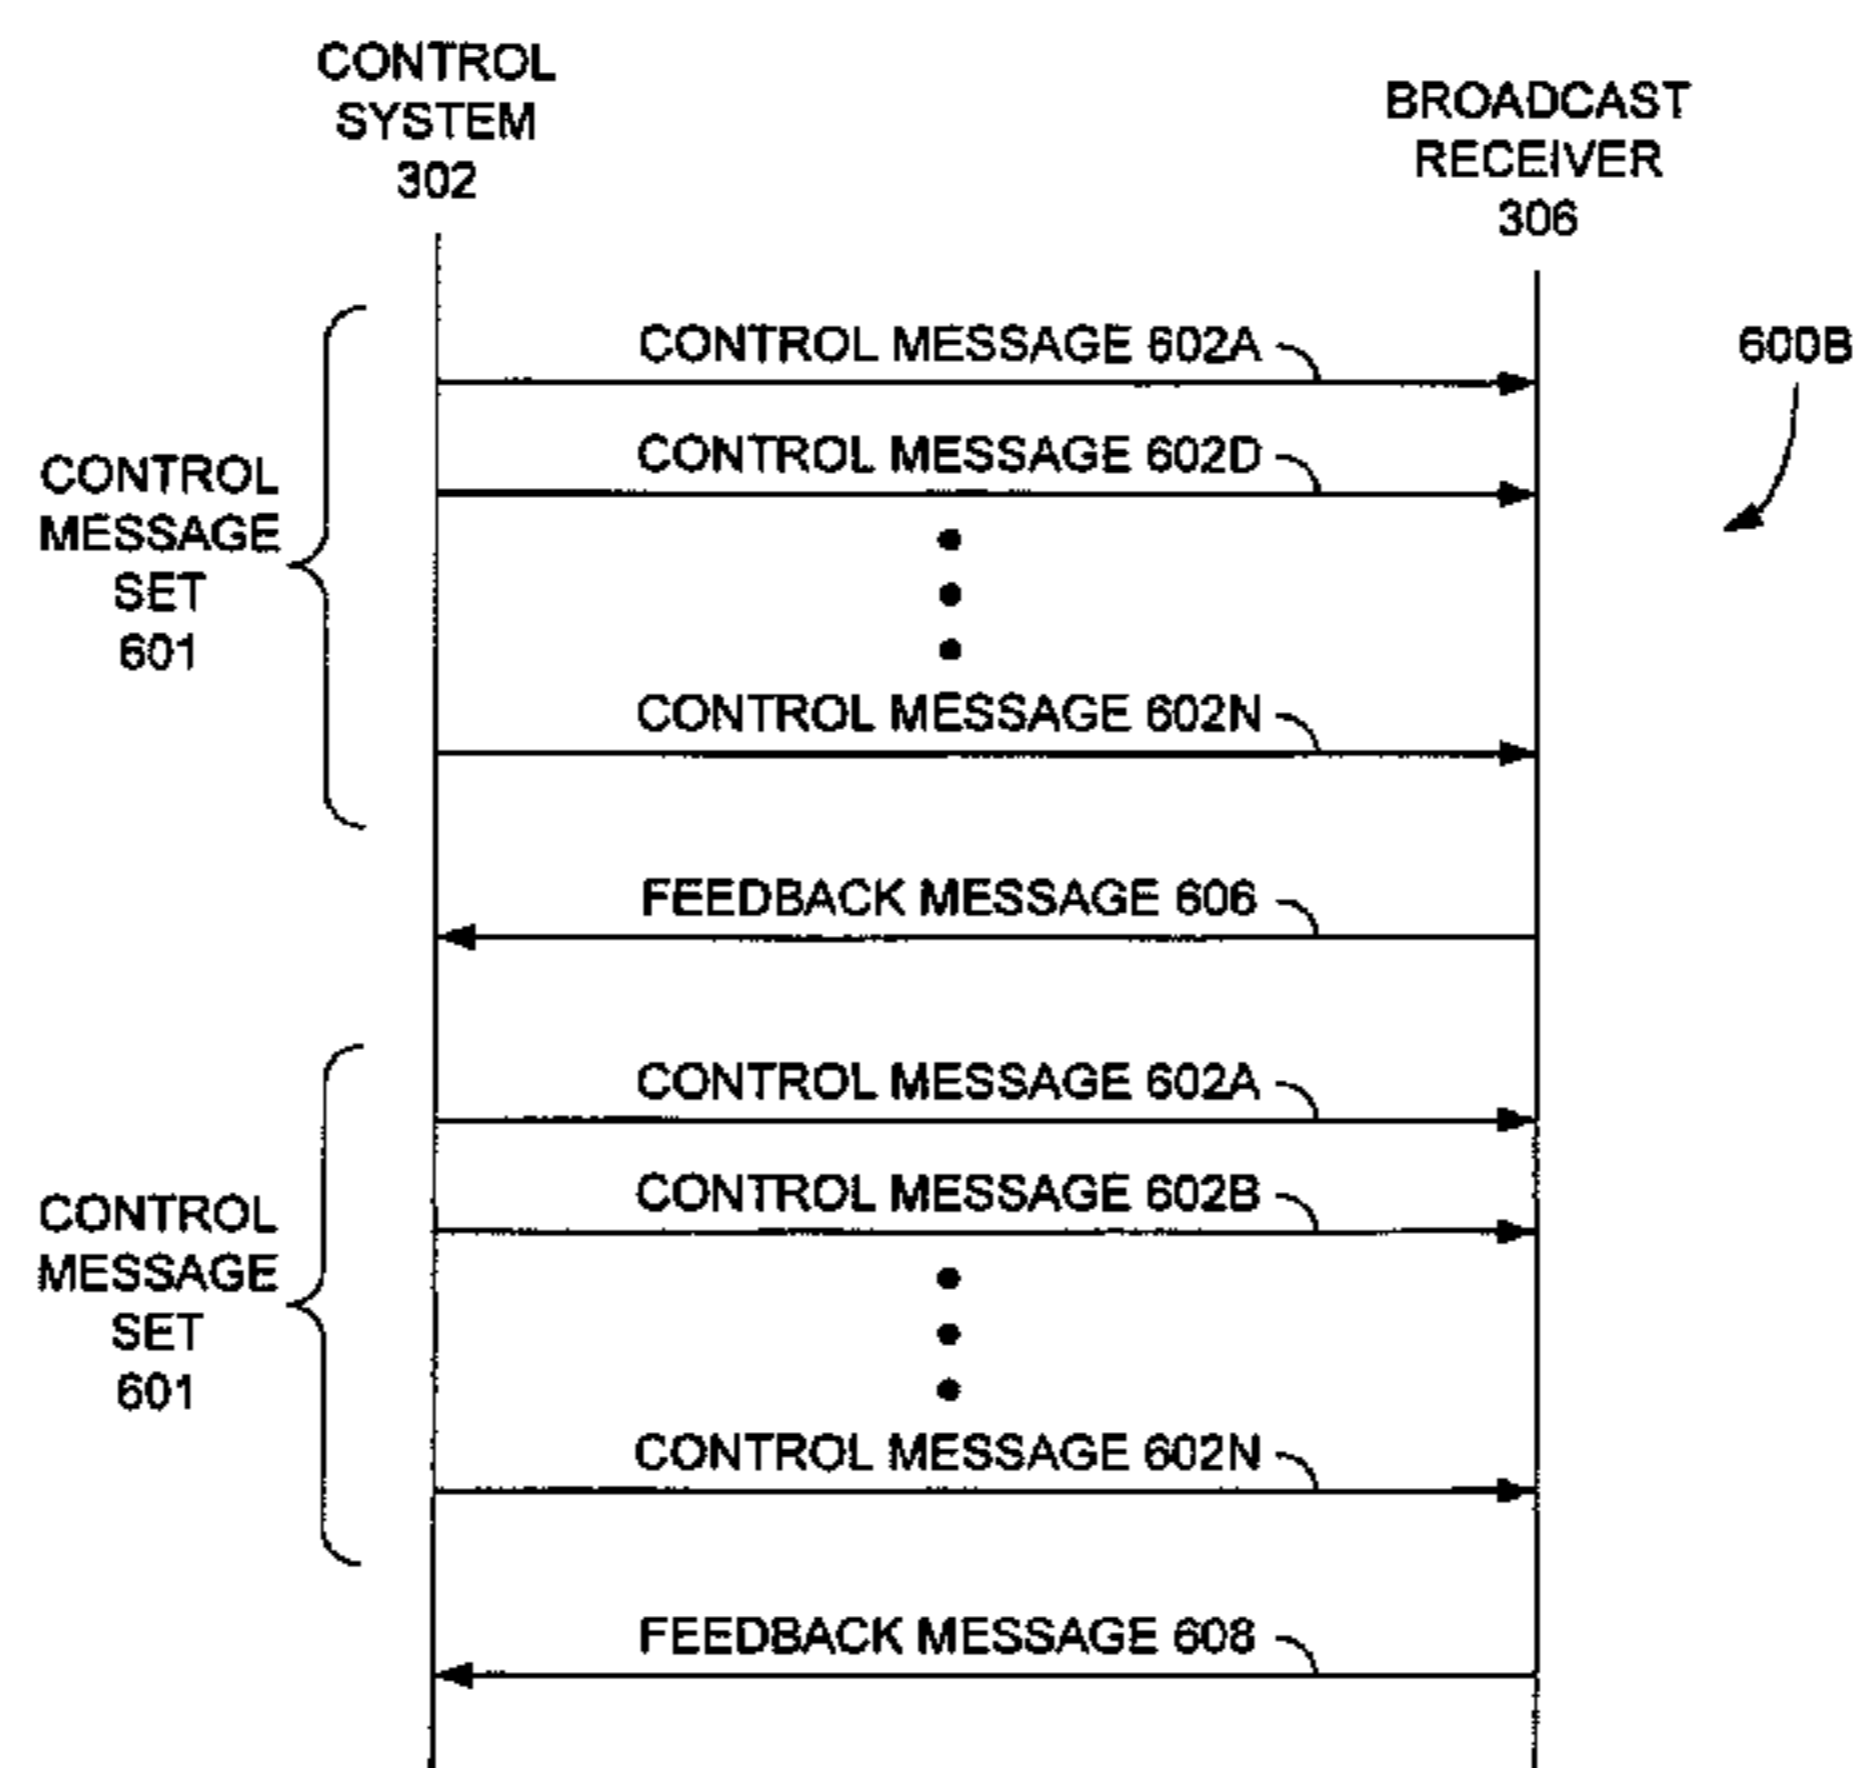 CONTROL
SYSTEM
302
BROADCAST
RECEIVER
306
600B
CONTROL MESSAGE 602A
CONTROL MESSAGE 602D
CONTROL
MESSAGE
SET
601
CONTROL MESSAGE 602N
FEEDBACK MESSAGE 606
CONTROL MESSAGE 602A
CONTROL MESSAGE 602B
CONTROL
MESSAGE
SET
601
CONTROL MESSAGE 602N
FEEDBACK MESSAGE 608